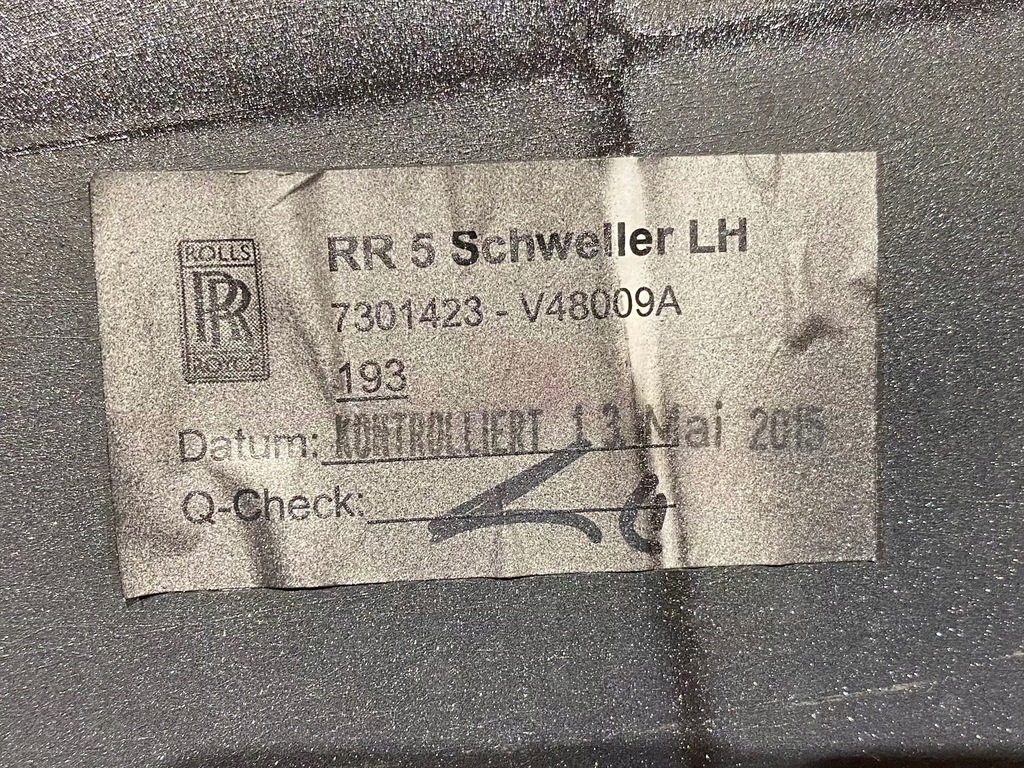 ROLLS
RR
ROYCE
RR 5 Schweller LH
7301423 - V48009A
193
Datum: KONTROLLIERT 13. Mai 2015
Q-Check: